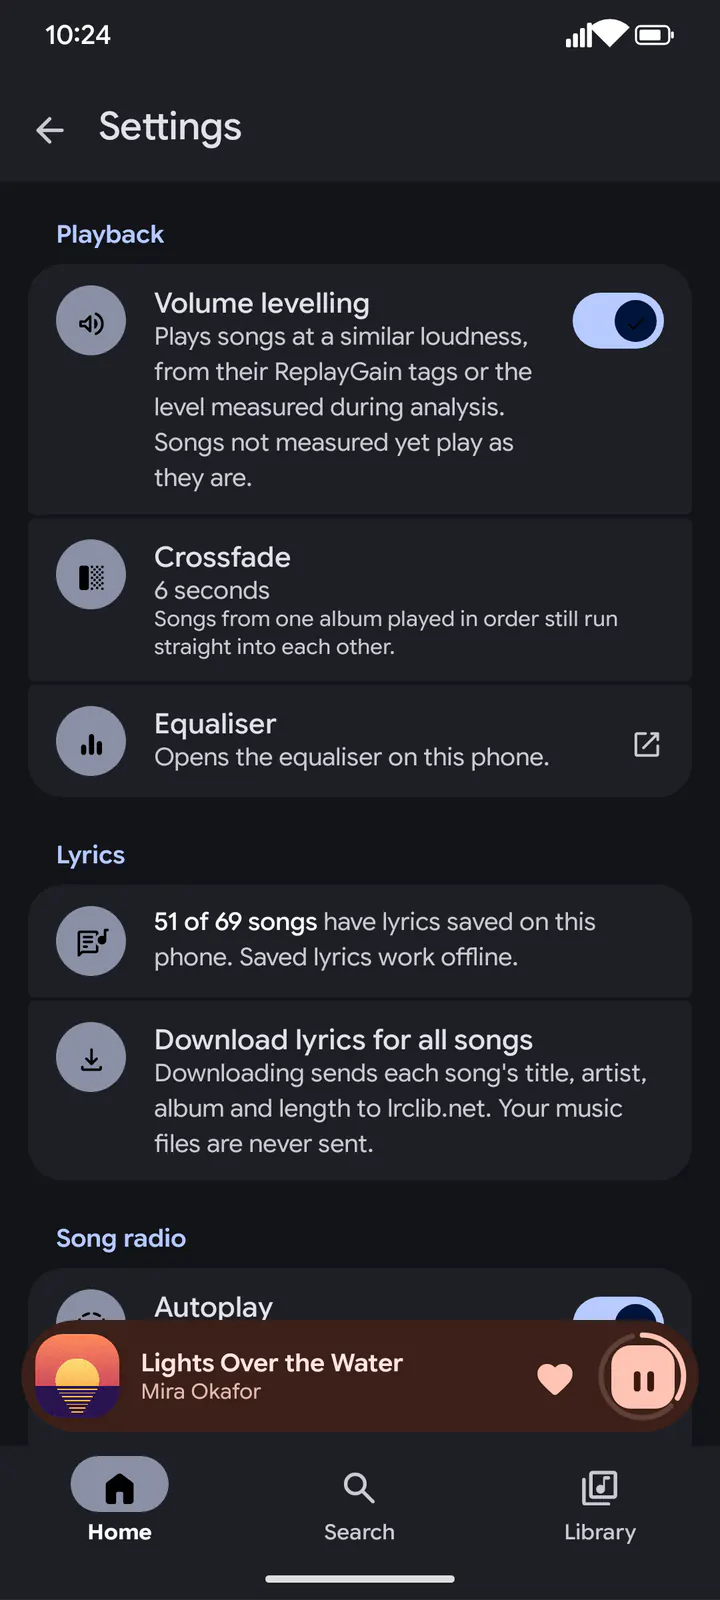 10:24
Settings
Playback
Volume levelling
Plays songs at a similar loudness,
from their ReplayGain tags or the
level measured during analysis.
Songs not measured yet play as
they are.
Crossfade
6 seconds
Songs from one album played in order still run
straight into each other.
Equaliser
Opens the equaliser on this phone.
Lyrics
51 of 69 songs have lyrics saved on this
phone. Saved lyrics work offline.
Download lyrics for all songs
Downloading sends each song's title, artist,
album and length to lrclib.net. Your music
files are never sent.
Song radio
Autoplay
Lights Over the Water
Mira Okafor
Home
Search
Library